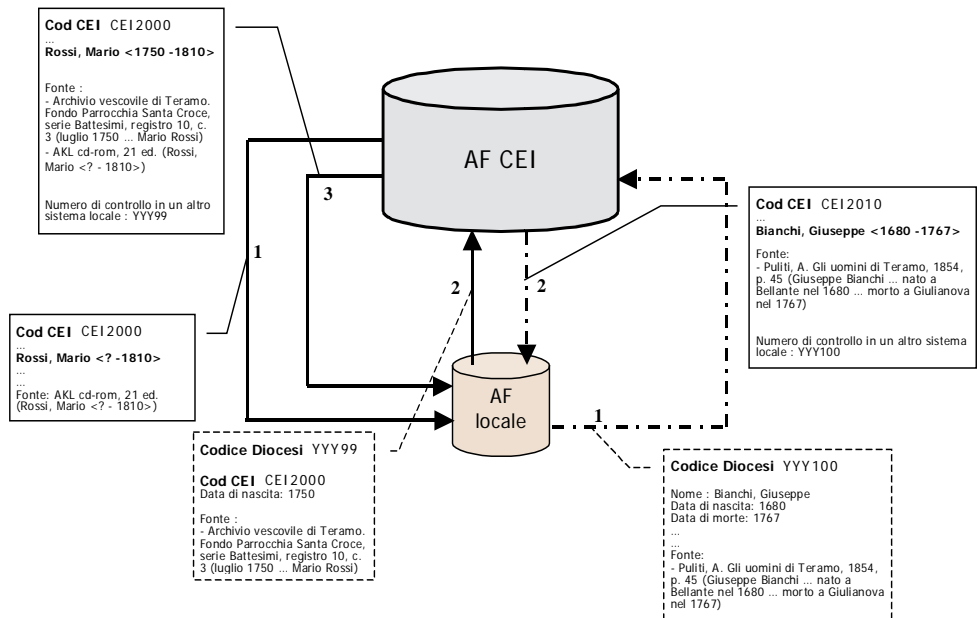 Cod CEI CEI2000
...
Rossi, Mario <1750 -1810>
Fonte :
- Archivio vescovile di Teramo.
Fondo Parrocchia Santa Croce,
serie Battesimi, registro 10, c.
3 (luglio 1750 ... Mario Rossi)
- AKL cd-rom, 21 ed. (Rossi,
Mario <? - 1810>)
Numero di controllo in un altro
sistema locale : YYY99
AF CEI
3
1
2
2
Cod CEI CEI2010
...
Bianchi, Giuseppe <1680 -1767>
Fonte:
- Puliti, A. Gli uomini di Teramo, 1854,
p. 45 (Giuseppe Bianchi ... nato a
Bellante nel 1680 ... morto a Giulianova
nel 1767)
Numero di controllo in un altro sistema
locale : YYY100
Cod CEI CEI2000
...
Rossi, Mario <? -1810>
...
...
Fonte: AKL cd-rom, 21 ed.
(Rossi, Mario <? - 1810>)
AF
locale
1
Codice Diocesi YYY99
Cod CEI CEI2000
Data di nascita: 1750
Fonte :
- Archivio vescovile di Teramo.
Fondo Parrocchia Santa Croce,
serie Battesimi, registro 10, c.
3 (luglio 1750 ... Mario Rossi)
Codice Diocesi YYY100
Nome : Bianchi, Giuseppe
Data di nascita: 1680
Data di morte: 1767
...
...
Fonte:
- Puliti, A. Gli uomini di Teramo, 1854,
p. 45 (Giuseppe Bianchi ... nato a
Bellante nel 1680 ... morto a Giulianova
nel 1767)